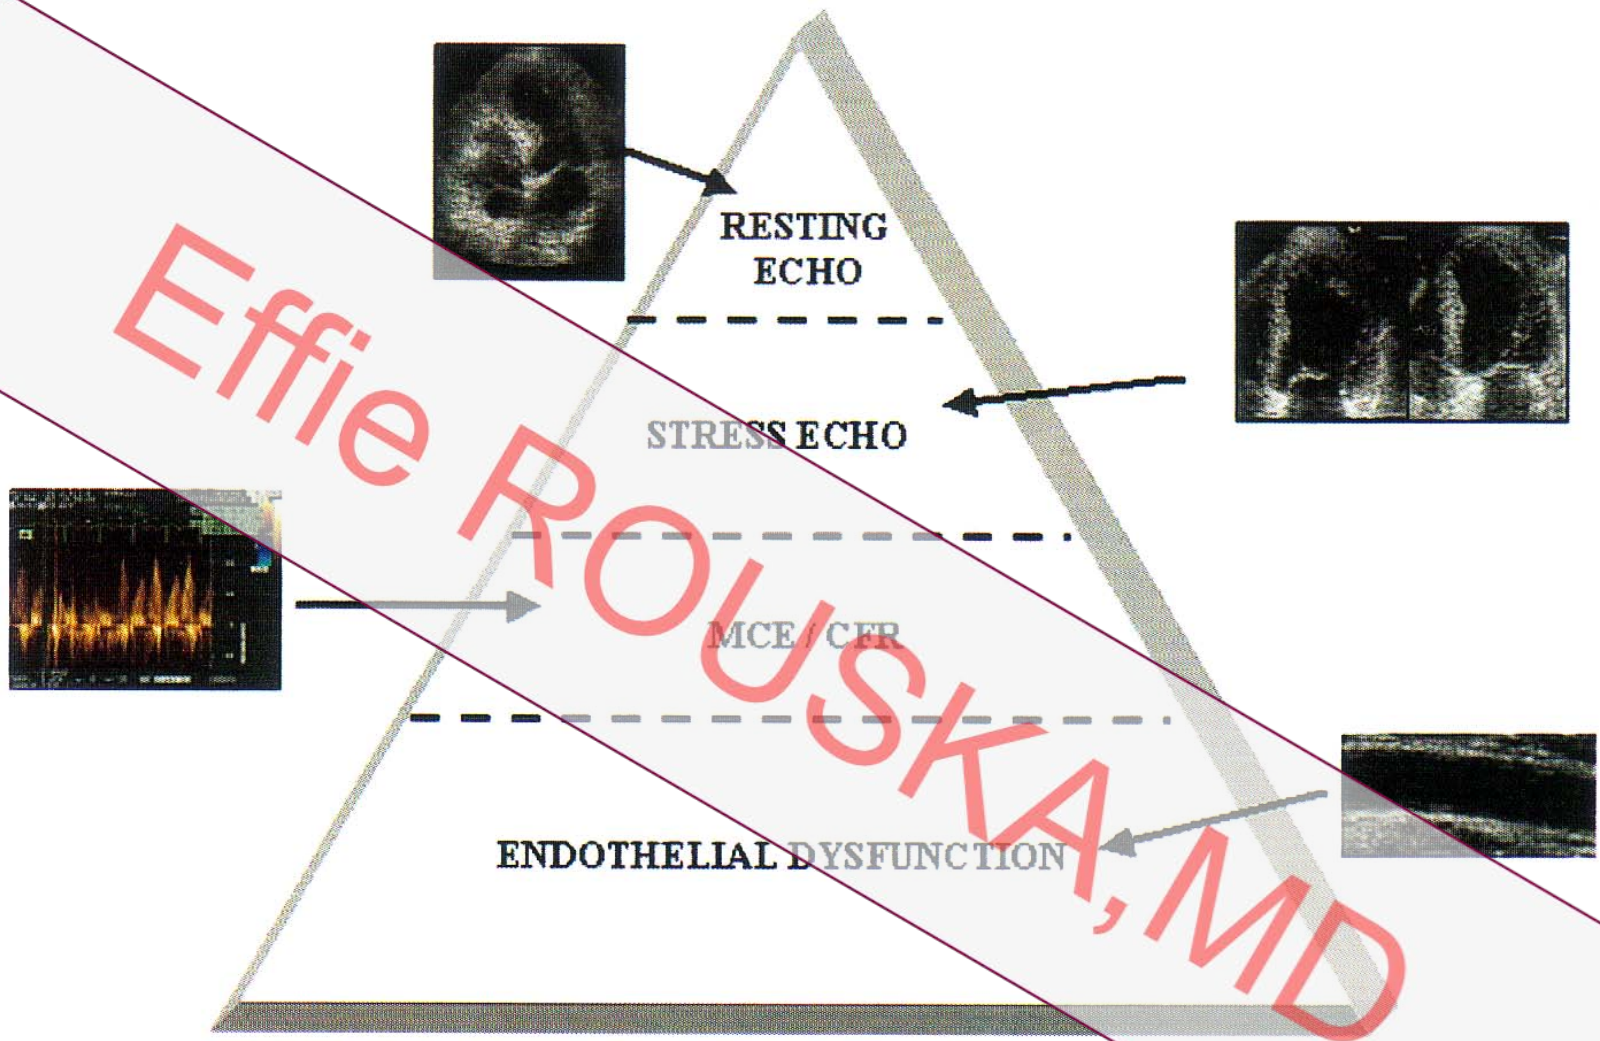 RESTING
ECHO
STRESS ECHO
MCE / CFR
ENDOTHELIAL DYSFUNCTION
Effie ROUSKA, MD